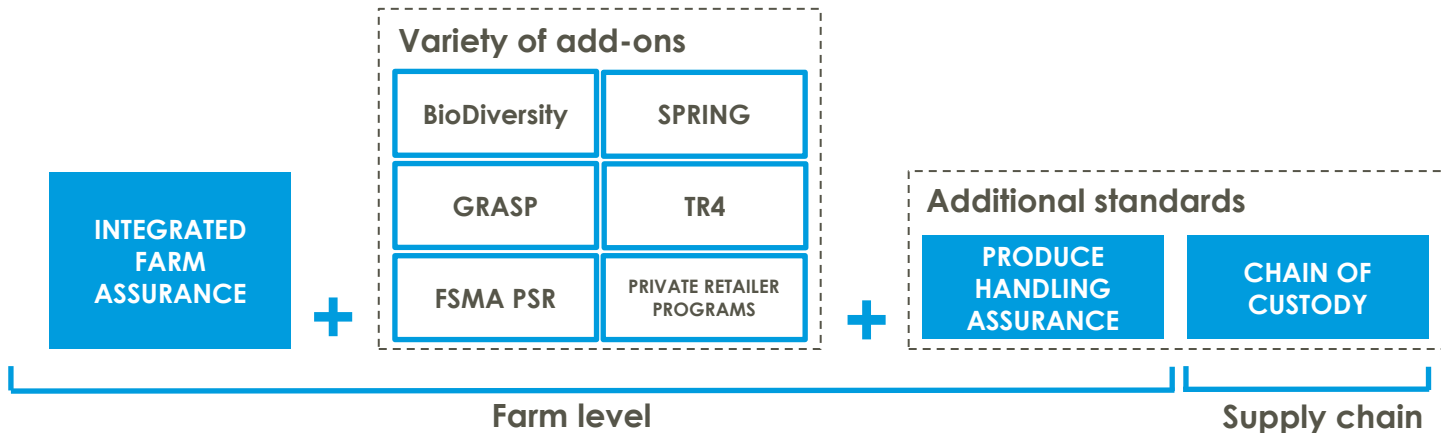 Variety of add-ons
BioDiversity
SPRING
GRASP
TR4
FSMA PSR
PRIVATE RETAILER
PROGRAMS
INTEGRATED
FARM
ASSURANCE
+
+
Additional standards
PRODUCE
HANDLING
ASSURANCE
CHAIN OF
CUSTODY
Farm level
Supply chain